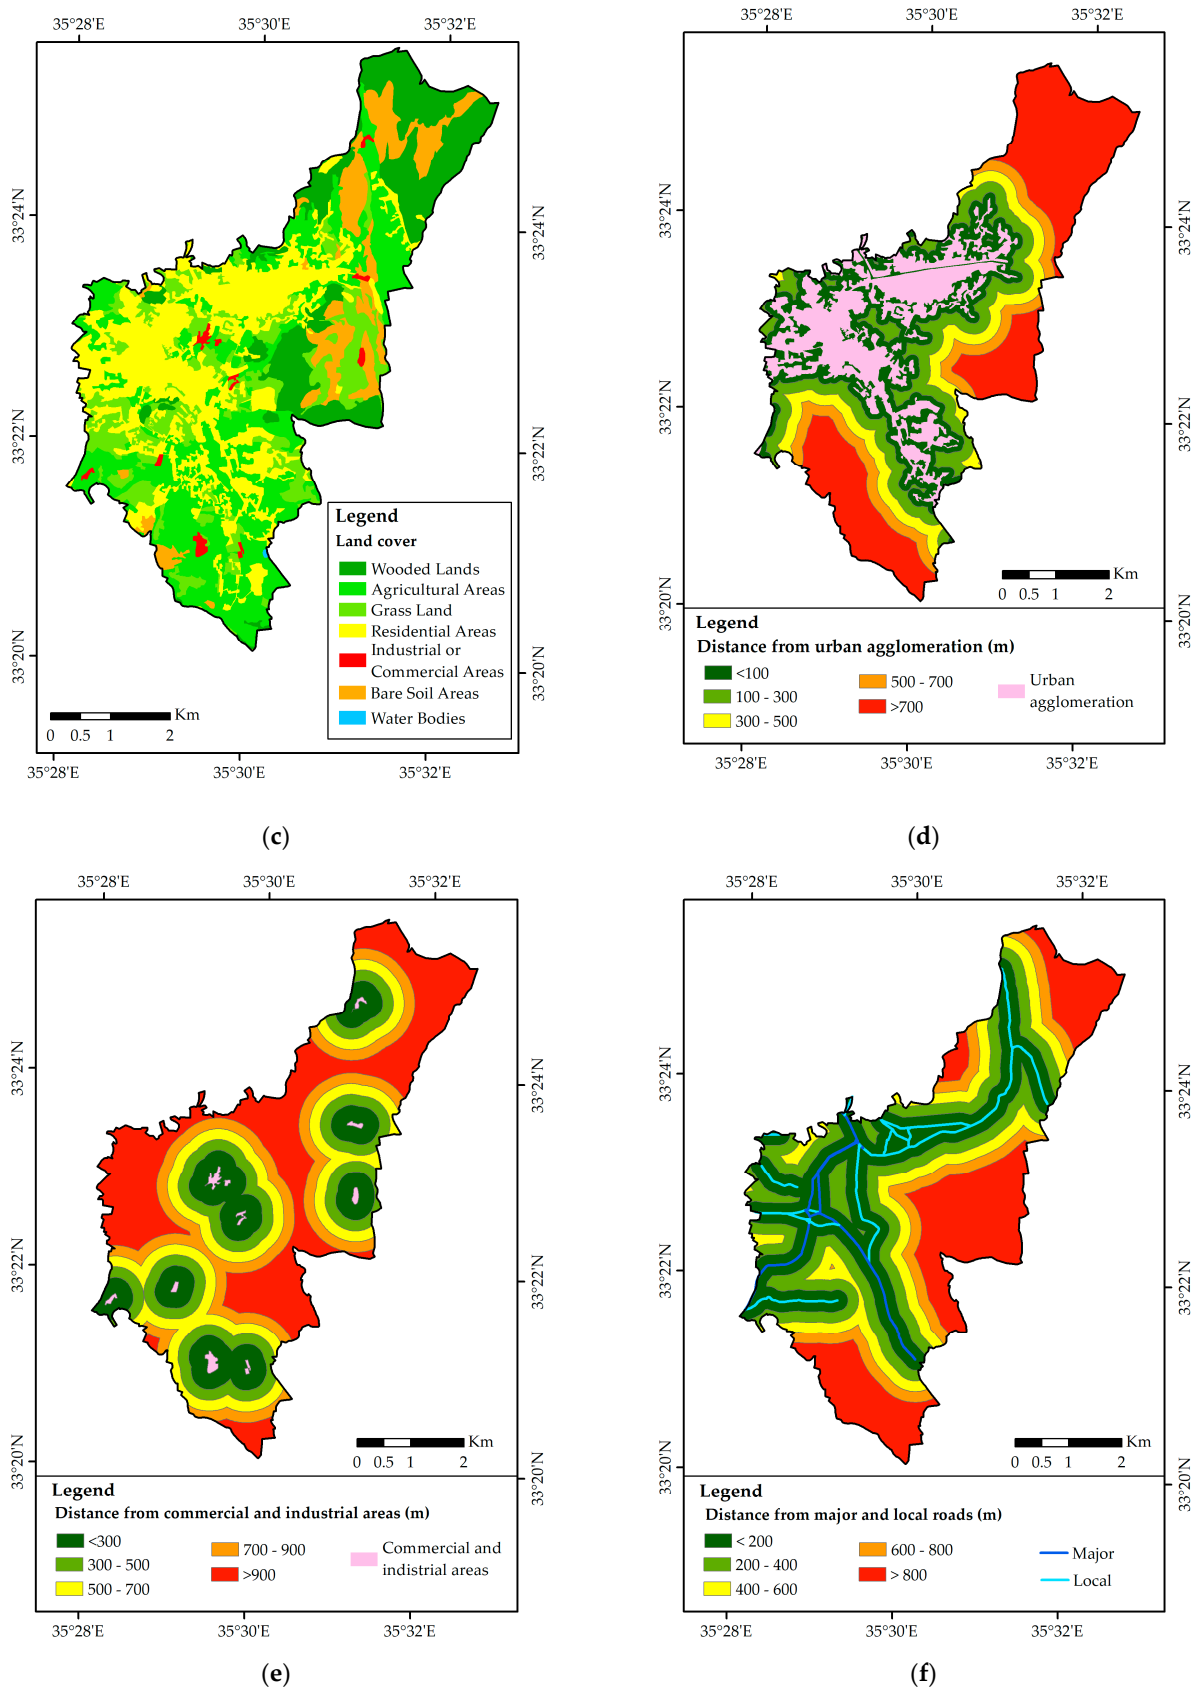 35°28'E 35°30'E 35°32'E
33°24'N 33°24'N
33°22'N 33°22'N
33°20'N 33°20'N
Legend
Land cover
Wooded Lands
Agricultural Areas
Grass Land
Residential Areas
Industrial or
Commercial Areas
Bare Soil Areas
Water Bodies
Km
0 0.5 1 2
35°28'E 35°30'E 35°32'E
(c)
35°28'E 35°30'E 35°32'E
33°24'N 33°24'N
33°22'N 33°22'N
33°20'N 33°20'N
Km
0 0.5 1 2
Legend
Distance from urban agglomeration (m)
<100
100 - 300
300 - 500
500 - 700
>700
Urban
agglomeration
35°28'E 35°30'E 35°32'E
(d)
35°28'E 35°30'E 35°32'E
33°24'N 33°24'N
33°22'N 33°22'N
33°20'N 33°20'N
Km
0 0.5 1 2
Legend
Distance from commercial and industrial areas (m)
<300
300 - 500
500 - 700
700 - 900
>900
Commercial and
indistrial areas
35°28'E 35°30'E 35°32'E
(e)
35°28'E 35°30'E 35°32'E
33°24'N 33°24'N
33°22'N 33°22'N
33°20'N 33°20'N
Km
0 0.5 1 2
Legend
Distance from major and local roads (m)
< 200
200 - 400
400 - 600
600 - 800
> 800
Major
Local
35°28'E 35°30'E 35°32'E
(f)